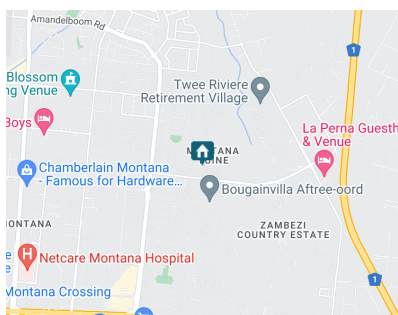 Amandelboom Rd
1
Blossom
ng Venue
Twee Riviere
Retirement Village
Boys
La Perna Guesth
& Venue
Chamberlain Montana
- Famous for Hardware...
Bougainvilla Aftree-oord
MONTANA
ZAMBEZI
COUNTRY ESTATE
H
Netcare Montana Hospital
e
Montana Crossing
1